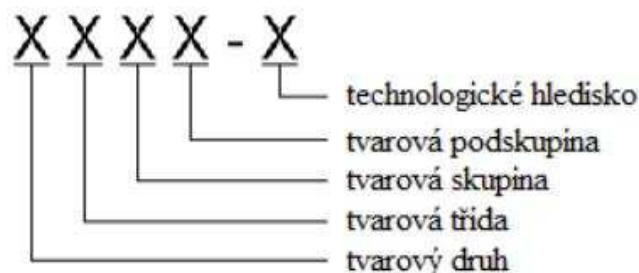 X X X X - X
technologické hledisko
tvarová podskupina
tvarová skupina
tvarová třída
tvarový druh